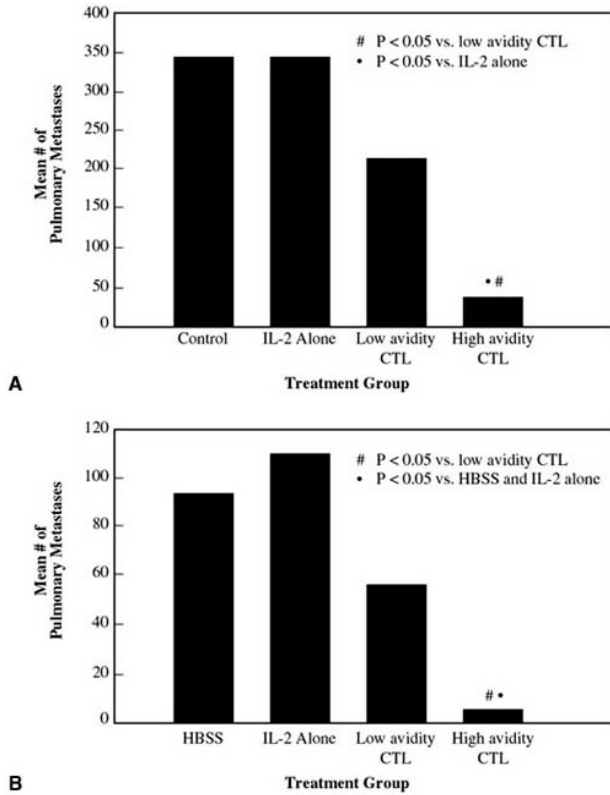 400
350
300
250
200
150
100
50
0
Mean # of
Pulmonary Metastases
# P < 0.05 vs. low avidity CTL
• P < 0.05 vs. IL-2 alone
• #
Control IL-2 Alone Low avidity High avidity
CTL CTL
Treatment Group
A
120
100
80
60
40
20
0
Mean # of
Pulmonary Metastases
# P < 0.05 vs. low avidity CTL
• P < 0.05 vs. HBSS and IL-2 alone
# •
HBSS IL-2 Alone Low avidity High avidity
CTL CTL
Treatment Group
B